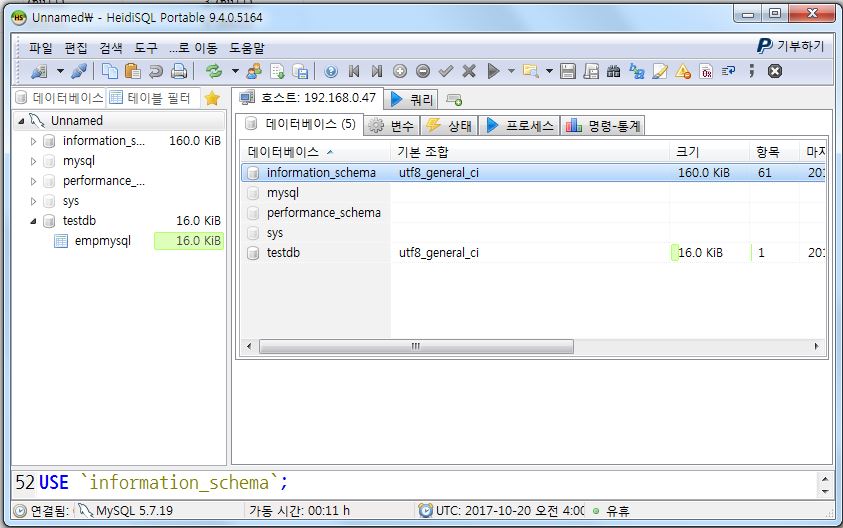 Unnamed₩ - HeidiSQL Portable 9.4.0.5164
파일 편집 검색 도구 ...로 이동 도움말 기부하기
데이터베이스 테이블 필터 호스트: 192.168.0.47 쿼리
Unnamed
information_s... 160.0 KiB
mysql
performance_...
sys
testdb 16.0 KiB
empmysql 16.0 KiB
데이터베이스 (5) 변수 상태 프로세스 명령-통계
데이터베이스 기본 조합 크기 항목 마지
information_schema utf8_general_ci 160.0 KiB 61 201
mysql
performance_schema
sys
testdb utf8_general_ci 16.0 KiB 1 201
52 USE `information_schema`;
연결됨: MySQL 5.7.19 가동 시간: 00:11 h UTC: 2017-10-20 오전 4:00 유휴